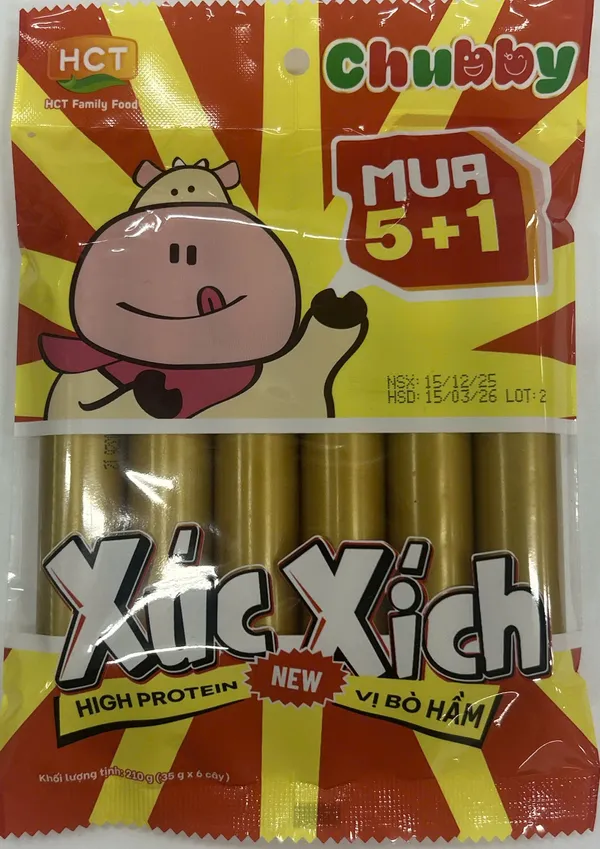 HCT
HCT Family Food
Chubby
MUA
5+1
NSX: 15/12/25
HSD: 15/03/26 LOT: 2
Xúc Xích
HIGH PROTEIN
NEW
VỊ BÒ HẦM
Khối lượng tịnh: 210 g (35 g x 6 cây)